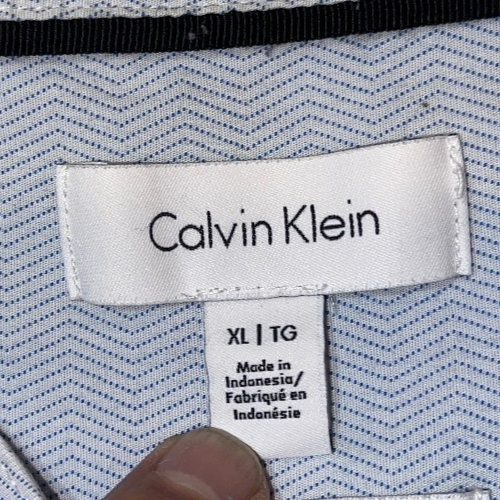 Calvin Klein
XL | TG
Made in
Indonesia/
Fabriqué en
Indonésie